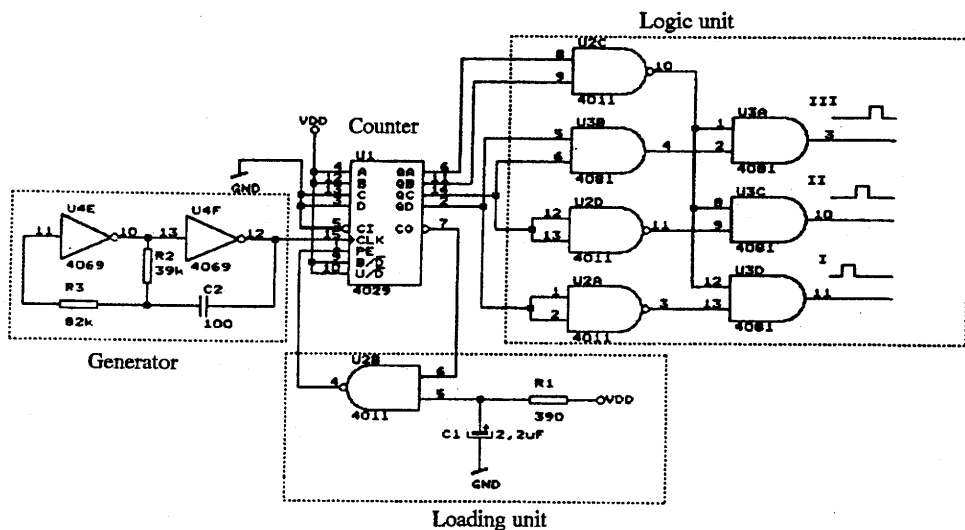 Logic unit
U2C
8
9
10
4011
VDD
Counter
U1
GND
4 A QA 6
12 B QB 11
13 C QC 14
3 D QD 2
5 CI CO 7
15 CLK
1 PE
9 B/D
10 U/D
4029
U3B
5
6
4
4081
U3A
1
2
3
4081
III
U2D
12
13
11
4011
U3C
8
9
10
4081
II
U2A
1
2
3
4011
U3D
12
13
11
4081
I
U4E
11
10
4069
U4F
13
12
4069
R2
39k
R3
82k
C2
100
Generator
U2B
4
6
5
4011
R1
390
VDD
C1
+
2,2uF
GND
Loading unit